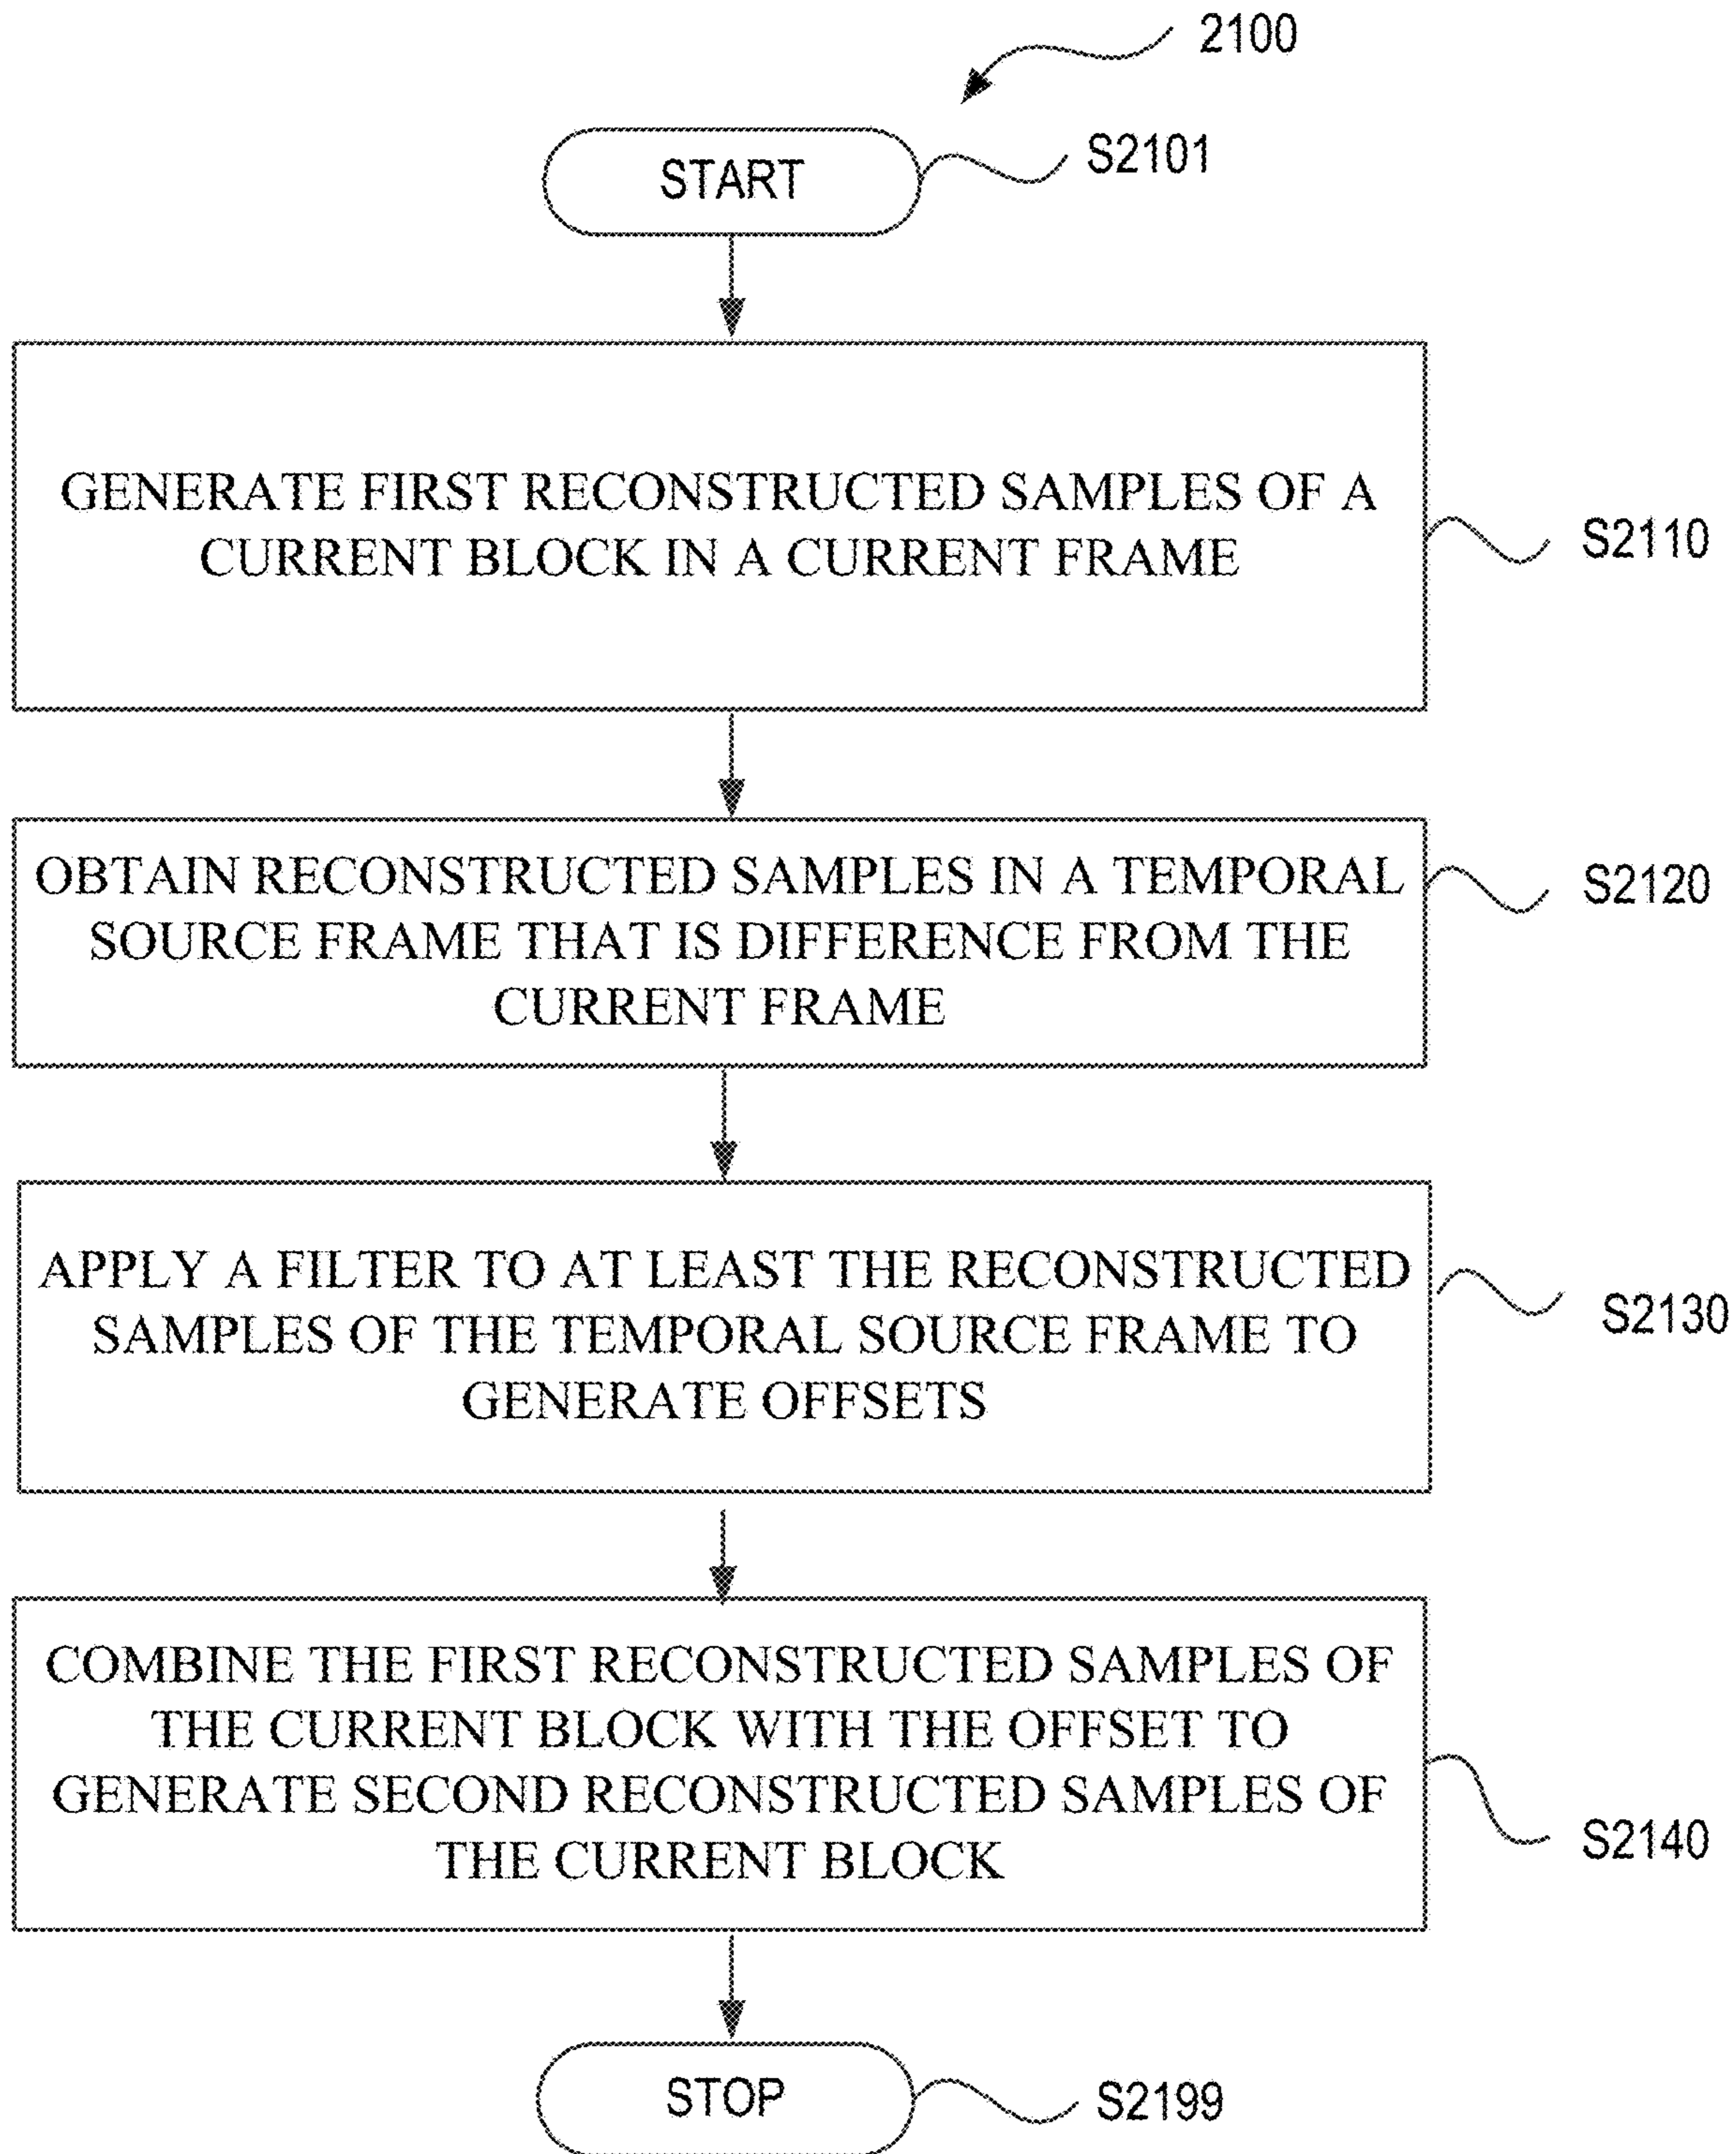 2100
START
S2101
GENERATE FIRST RECONSTRUCTED SAMPLES OF A
CURRENT BLOCK IN A CURRENT FRAME
S2110
OBTAIN RECONSTRUCTED SAMPLES IN A TEMPORAL
SOURCE FRAME THAT IS DIFFERENCE FROM THE
CURRENT FRAME
S2120
APPLY A FILTER TO AT LEAST THE RECONSTRUCTED
SAMPLES OF THE TEMPORAL SOURCE FRAME TO
GENERATE OFFSETS
S2130
COMBINE THE FIRST RECONSTRUCTED SAMPLES OF
THE CURRENT BLOCK WITH THE OFFSET TO
GENERATE SECOND RECONSTRUCTED SAMPLES OF
THE CURRENT BLOCK
S2140
STOP
S2199